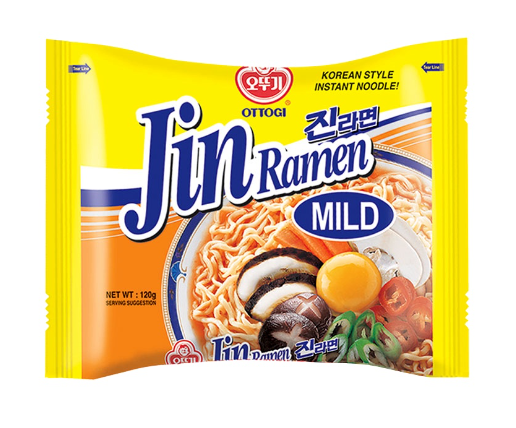 Tear Line
Tear Line
오뚜기
OTTOGI
®
KOREAN STYLE
INSTANT NOODLE!
진라면
Jin Ramen
MILD
NET WT : 120g
SERVING SUGGESTION
오뚜기
Jin Ramen 진라면